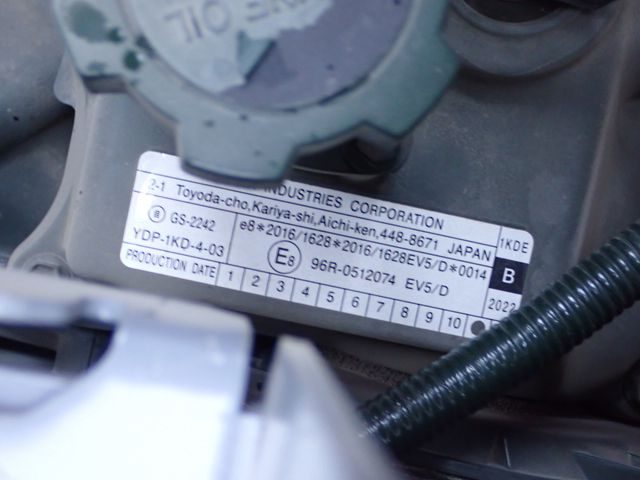 INE OIL
INDUSTRIES CORPORATION
2-1 Toyoda-cho,Kariya-shi,Aichi-ken,448-8671 JAPAN
1KDE
ⓐ GS-2242
e8*2016/1628*2016/1628EV5/D*0014
B
YDP-1KD-4-03
E8 96R-0512074 EV5/D
2022
PRODUCTION DATE 1 2 3 4 5 6 7 8 9 10